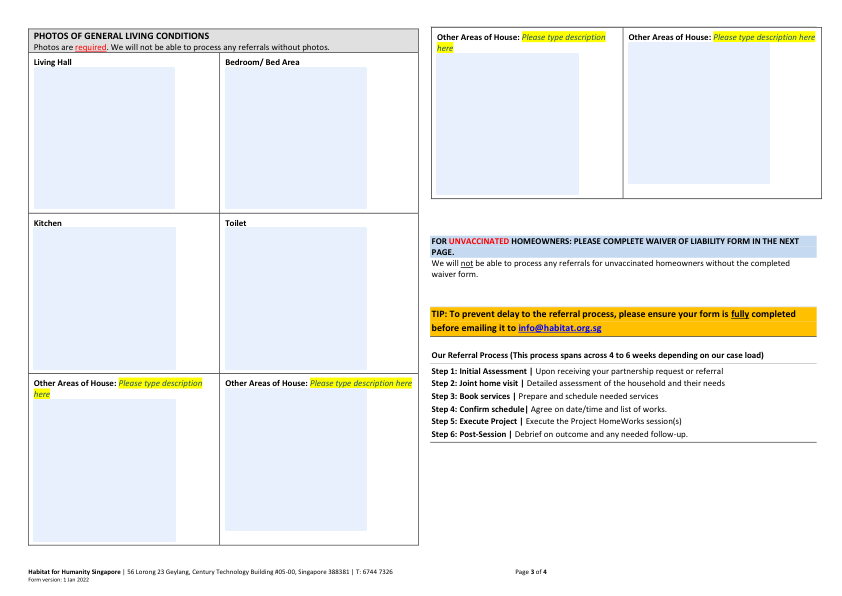 PHOTOS OF GENERAL LIVING CONDITIONS
Photos are required. We will not be able to process any referrals without photos.
Living Hall
Bedroom/ Bed Area
Kitchen
Toilet
Other Areas of House: Please type description
here
Other Areas of House: Please type description here
Other Areas of House: Please type description
here
Other Areas of House: Please type description here
FOR UNVACCINATED HOMEOWNERS: PLEASE COMPLETE WAIVER OF LIABILITY FORM IN THE NEXT
PAGE.
We will not be able to process any referrals for unvaccinated homeowners without the completed
waiver form.
TIP: To prevent delay to the referral process, please ensure your form is fully completed
before emailing it to info@habitat.org.sg
Our Referral Process (This process spans across 4 to 6 weeks depending on our case load)
Step 1: Initial Assessment | Upon receiving your partnership request or referral
Step 2: Joint home visit | Detailed assessment of the household and their needs
Step 3: Book services | Prepare and schedule needed services
Step 4: Confirm schedule| Agree on date/time and list of works.
Step 5: Execute Project | Execute the Project HomeWorks session(s)
Step 6: Post-Session | Debrief on outcome and any needed follow-up.
Habitat for Humanity Singapore | 56 Lorong 23 Geylang, Century Technology Building #05-00, Singapore 388381 | T: 6744 7326
Page 3 of 4
Form version: 1 Jan 2022